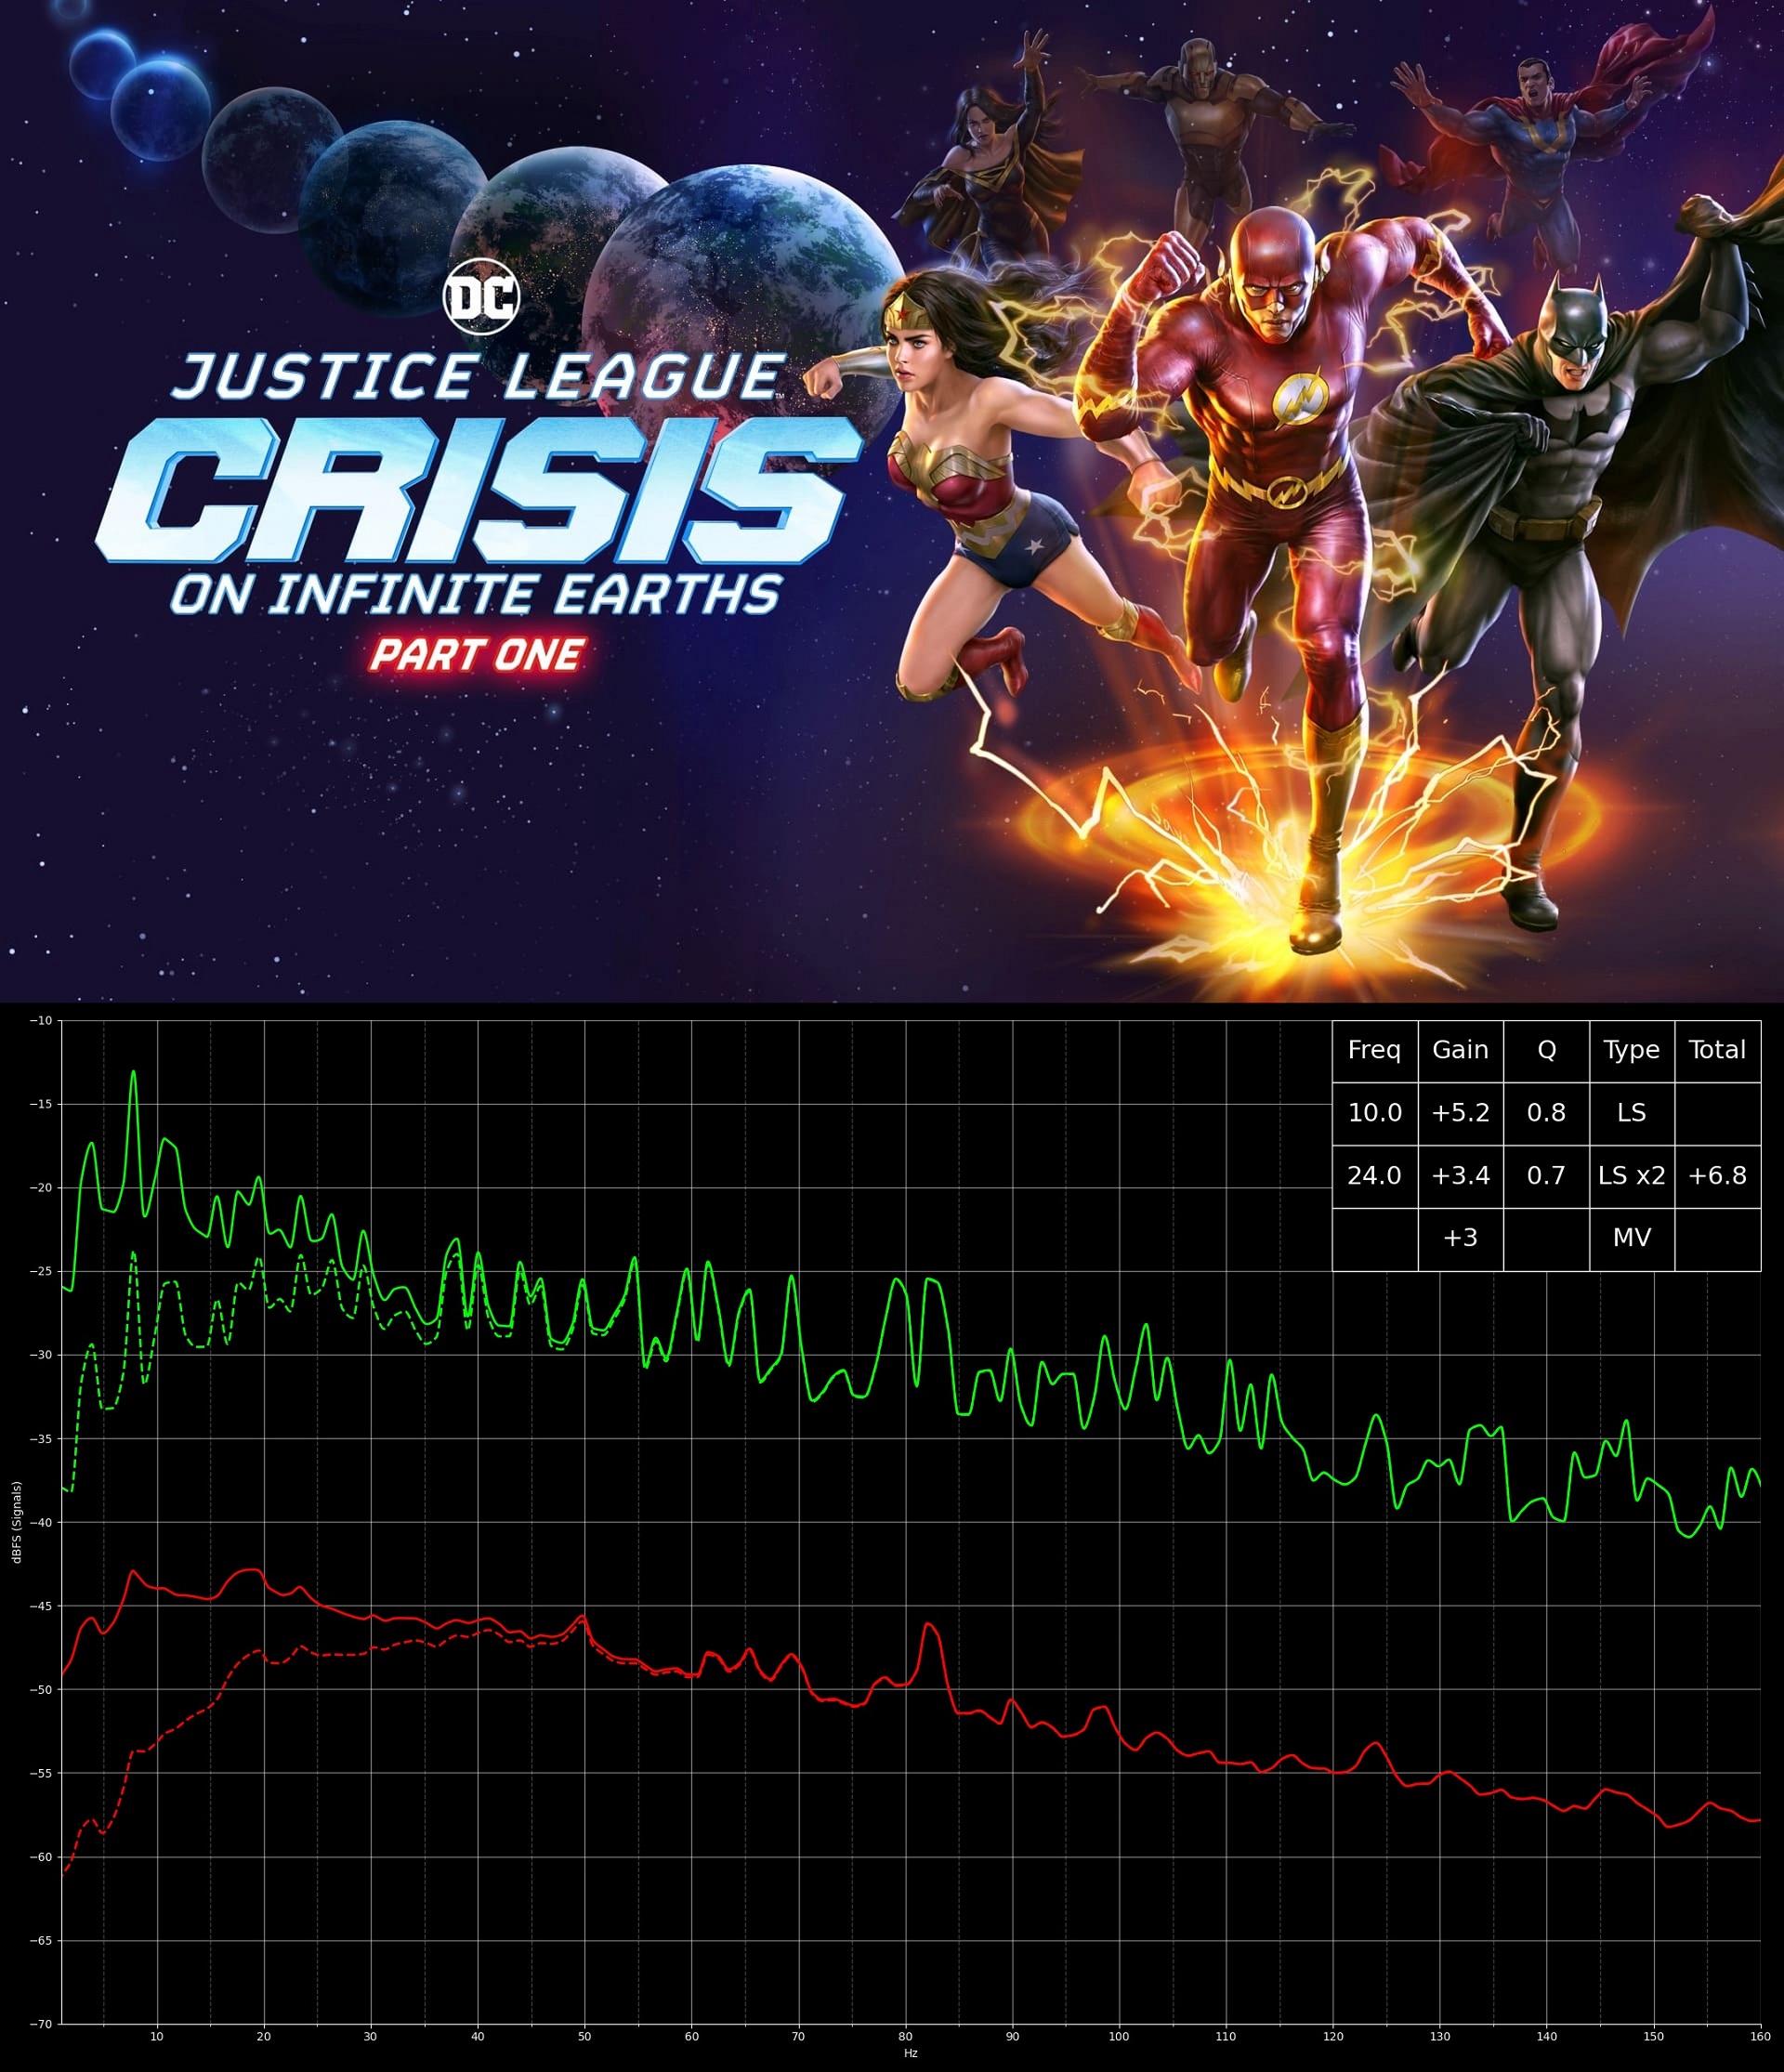 DC
JUSTICE LEAGUE™
CRISIS
ON INFINITE EARTHS
PART ONE
Freq Gain Q Type Total
10.0 +5.2 0.8 LS
24.0 +3.4 0.7 LS x2 +6.8
+3 MV
−10
−15
−20
−25
−30
−35
−40
−45
−50
−55
−60
−65
−70
dBFS (Signals)
10 20 30 40 50 60 70 80 90 100 110 120 130 140 150 160
Hz